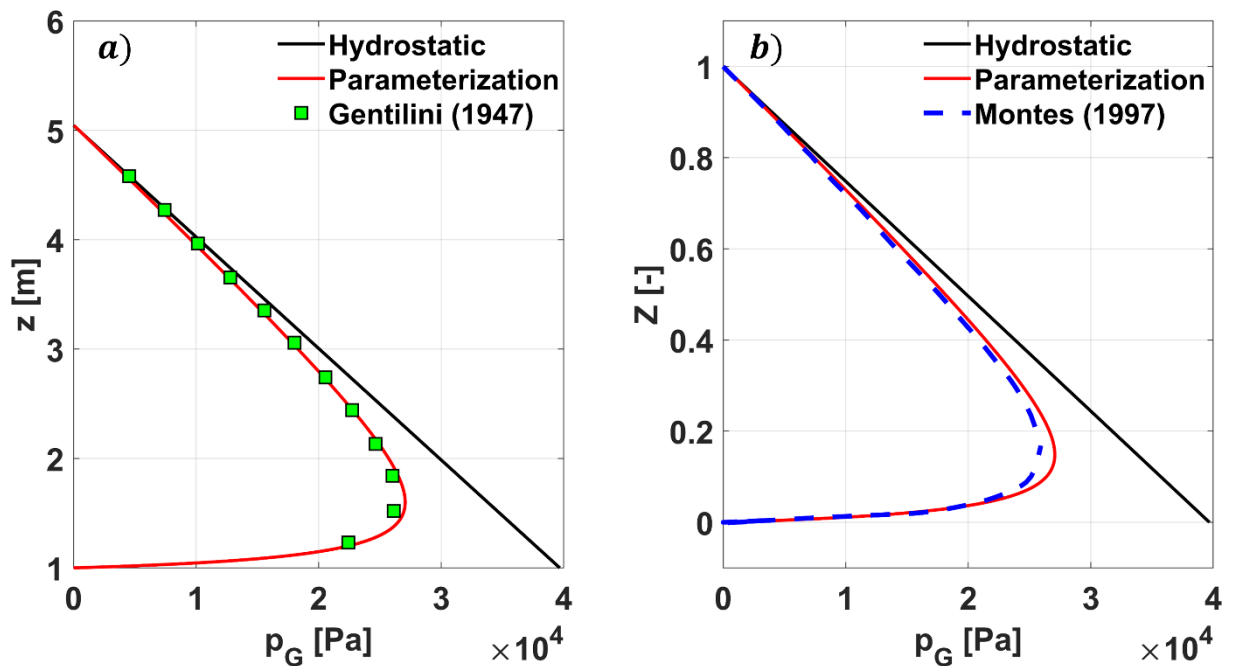 a)
Hydrostatic
Parameterization
Gentilini (1947)
6
5
4
3
2
1
z [m]
0 1 2 3 4
p_G [Pa]
×10^4
b)
Hydrostatic
Parameterization
Montes (1997)
1
0.8
0.6
0.4
0.2
0
Z [-]
0 1 2 3 4
p_G [Pa]
×10^4